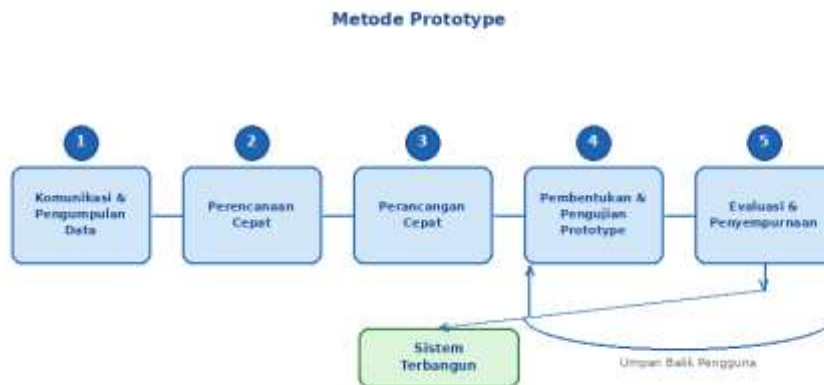 Metode Prototype
1
2
3
4
5
Komunikasi &
Pengumpulan
Data
Perencanaan
Cepat
Perancangan
Cepat
Pembentukan &
Pengujian
Prototype
Evaluasi &
Penyempurnaan
Sistem
Terbangun
Umpan Balik Pengguna